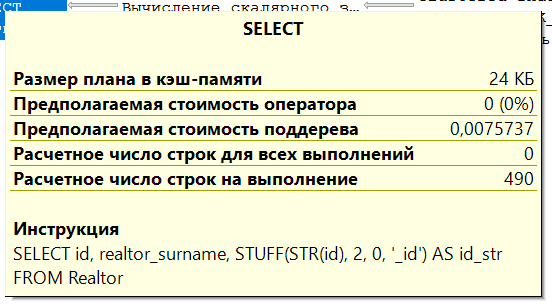 Вычисление скалярного з…
SELECT
Размер плана в кэш-памяти 24 КБ
Предполагаемая стоимость оператора 0 (0%)
Предполагаемая стоимость поддерева 0,0075737
Расчетное число строк для всех выполнений 0
Расчетное число строк на выполнение 490
Инструкция
SELECT id, realtor_surname, STUFF(STR(id), 2, 0, '_id') AS id_str
FROM Realtor